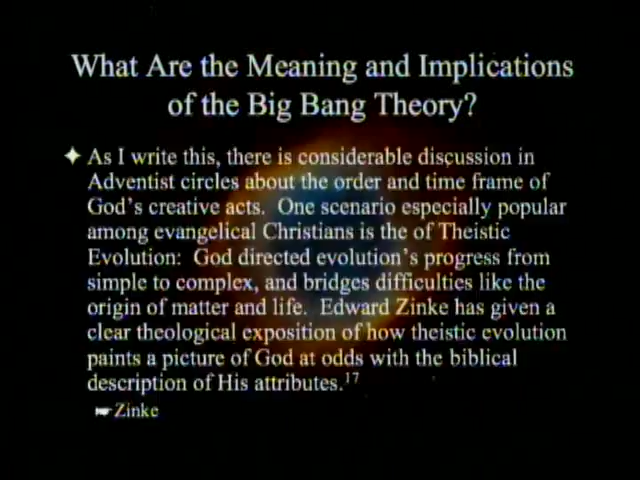 What Are the Meaning and Implications
of the Big Bang Theory?
As I write this, there is considerable discussion in
Adventist circles about the order and time frame of
God's creative acts. One scenario especially popular
among evangelical Christians is the of Theistic
Evolution: God directed evolution's progress from
simple to complex, and bridges difficulties like the
origin of matter and life. Edward Zinke has given a
clear theological exposition of how theistic evolution
paints a picture of God at odds with the biblical
description of His attributes.17
Zinke